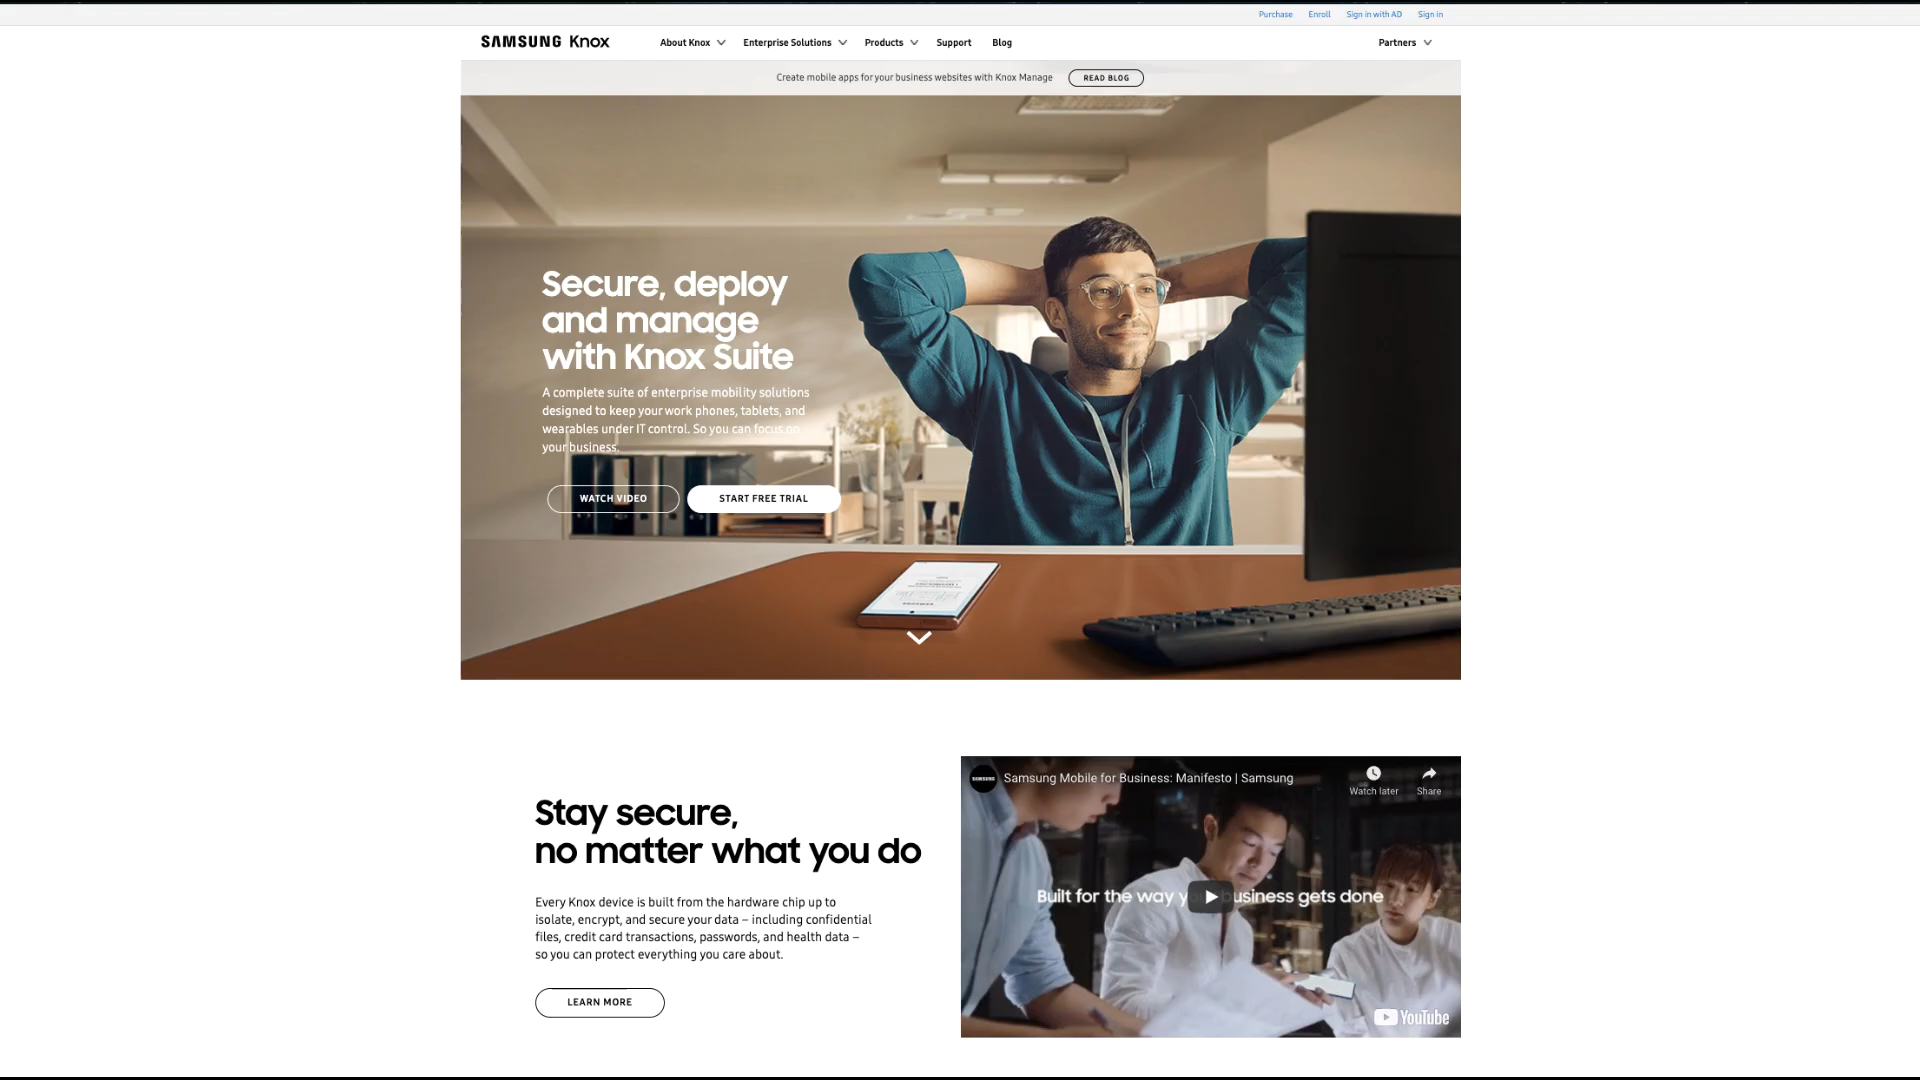 Purchase Enroll Sign in with AD Sign in
SAMSUNG Knox About Knox Enterprise Solutions Products Support Blog Partners
Create mobile apps for your business websites with Knox Manage READ BLOG
Secure, deploy
and manage
with Knox Suite
A complete suite of enterprise mobility solutions
designed to keep your work phones, tablets, and
wearables under IT control. So you can focus on
your business.
WATCH VIDEO START FREE TRIAL
Stay secure,
no matter what you do
Every Knox device is built from the hardware chip up to
isolate, encrypt, and secure your data – including confidential
files, credit card transactions, passwords, and health data –
so you can protect everything you care about.
LEARN MORE
SAMSUNG Samsung Mobile for Business: Manifesto | Samsung
Watch later Share
Built for the way y usiness gets done
YouTube